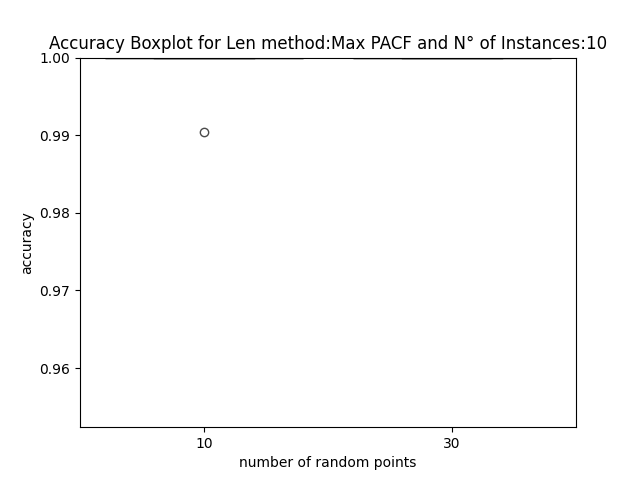 Accuracy Boxplot for Len method:Max PACF and N° of Instances:10
1.00
0.99
0.98
0.97
0.96
accuracy
10
30
number of random points